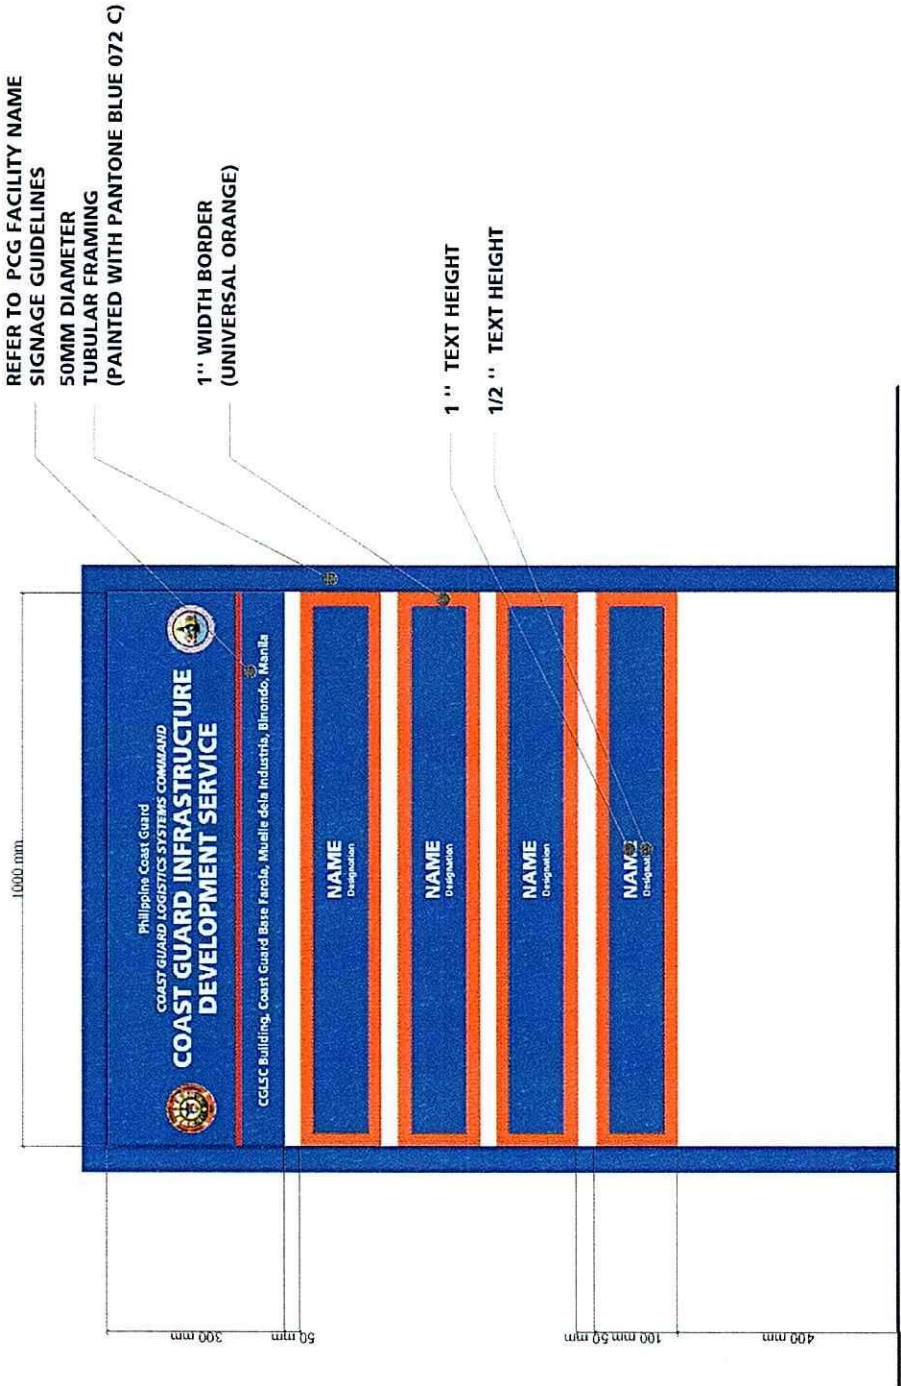 REFER TO PCG FACILITY NAME
SIGNAGE GUIDELINES
50MM DIAMETER
TUBULAR FRAMING
(PAINTED WITH PANTONE BLUE 072 C)
1'' WIDTH BORDER
(UNIVERSAL ORANGE)
1 '' TEXT HEIGHT
1/2 '' TEXT HEIGHT
1000 mm
Philippine Coast Guard
COAST GUARD LOGISTICS SYSTEMS COMMAND
COAST GUARD INFRASTRUCTURE
DEVELOPMENT SERVICE
CGLSC Building, Coast Guard Base Farola, Muelle dela Industria, Binondo, Manila
NAME
Designation
NAME
Designation
NAME
Designation
NAME
Designation
300 mm
50 mm
50 mm
100 mm
400 mm